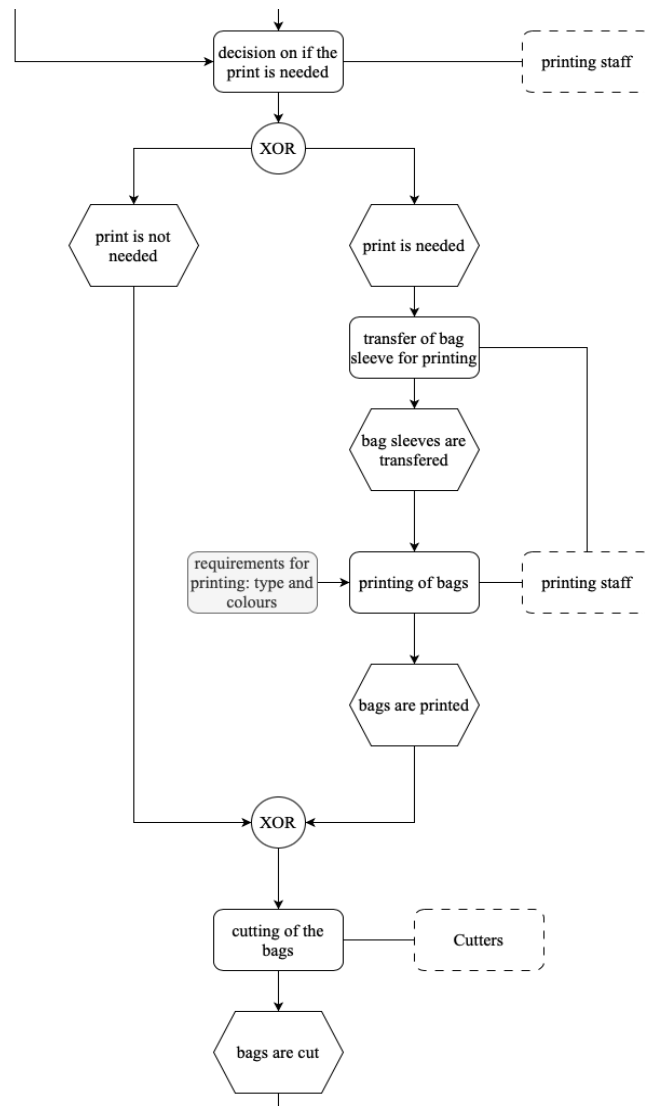 decision on if the
print is needed
printing staff
XOR
print is not
needed
print is needed
transfer of bag
sleeve for printing
bag sleeves are
transfered
requirements for
printing: type and
colours
printing of bags
printing staff
bags are printed
XOR
cutting of the
bags
Cutters
bags are cut